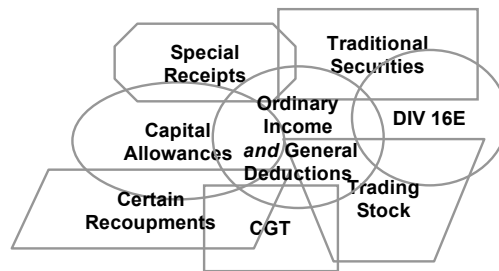 Special
Receipts
Traditional
Securities
Ordinary
Income
and General
Deductions
DIV 16E
Capital
Allowances
Trading
Stock
Certain
Recoupments
CGT